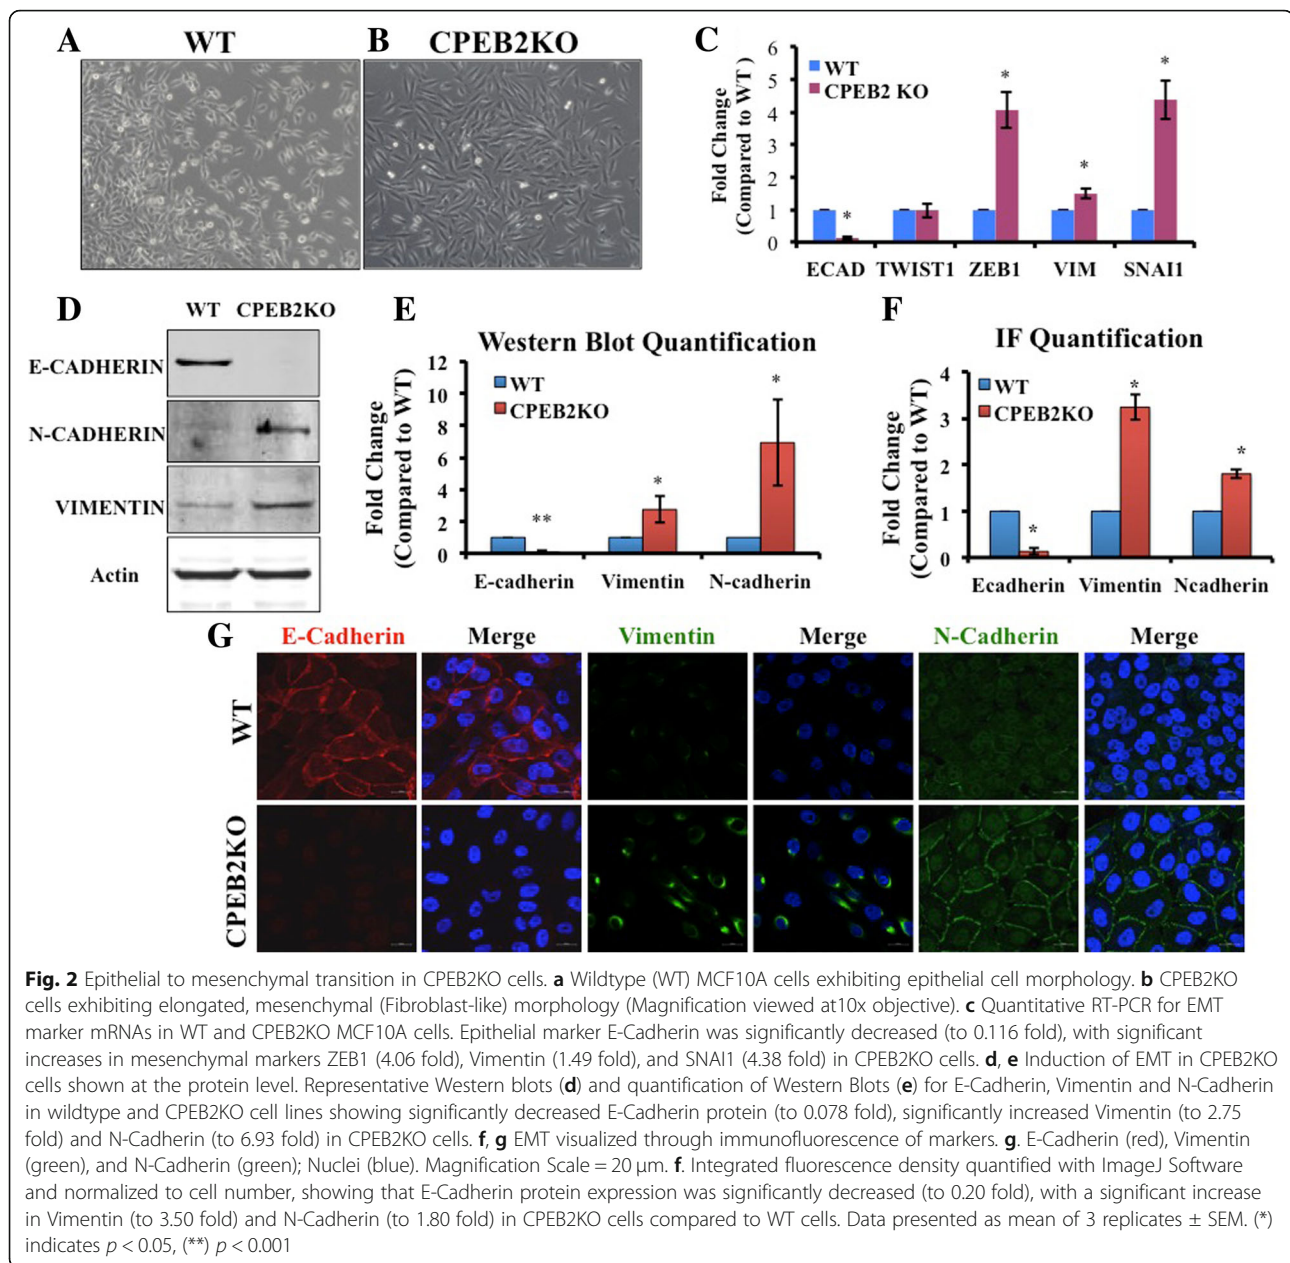 A WT B CPEB2KO
C
Fold Change
(Compared to WT )
6
5
4
3
2
1
0
WT
CPEB2 KO
*
*
*
*
ECAD TWIST1 ZEB1 VIM SNAI1
D WT CPEB2KO
E-CADHERIN
N-CADHERIN
VIMENTIN
Actin
E
Western Blot Quantification
Fold Change
(Compared to WT)
12
10
8
6
4
2
0
WT
CPEB2KO
**
*
*
E-cadherin Vimentin N-cadherin
F
IF Quantification
Fold Change
(Compared to WT)
4
3
2
1
0
WT
CPEB2KO
*
*
*
Ecadherin Vimentin Ncadherin
G E-Cadherin Merge Vimentin Merge N-Cadherin Merge
WT
CPEB2KO
Fig. 2 Epithelial to mesenchymal transition in CPEB2KO cells. a Wildtype (WT) MCF10A cells exhibiting epithelial cell morphology. b CPEB2KO
cells exhibiting elongated, mesenchymal (Fibroblast-like) morphology (Magnification viewed at10x objective). c Quantitative RT-PCR for EMT
marker mRNAs in WT and CPEB2KO MCF10A cells. Epithelial marker E-Cadherin was significantly decreased (to 0.116 fold), with significant
increases in mesenchymal markers ZEB1 (4.06 fold), Vimentin (1.49 fold), and SNAI1 (4.38 fold) in CPEB2KO cells. d, e Induction of EMT in CPEB2KO
cells shown at the protein level. Representative Western blots (d) and quantification of Western Blots (e) for E-Cadherin, Vimentin and N-Cadherin
in wildtype and CPEB2KO cell lines showing significantly decreased E-Cadherin protein (to 0.078 fold), significantly increased Vimentin (to 2.75
fold) and N-Cadherin (to 6.93 fold) in CPEB2KO cells. f, g EMT visualized through immunofluorescence of markers. g. E-Cadherin (red), Vimentin
(green), and N-Cadherin (green); Nuclei (blue). Magnification Scale = 20 μm. f. Integrated fluorescence density quantified with ImageJ Software
and normalized to cell number, showing that E-Cadherin protein expression was significantly decreased (to 0.20 fold), with a significant increase
in Vimentin (to 3.50 fold) and N-Cadherin (to 1.80 fold) in CPEB2KO cells compared to WT cells. Data presented as mean of 3 replicates ± SEM. (*)
indicates p < 0.05, (**) p < 0.001